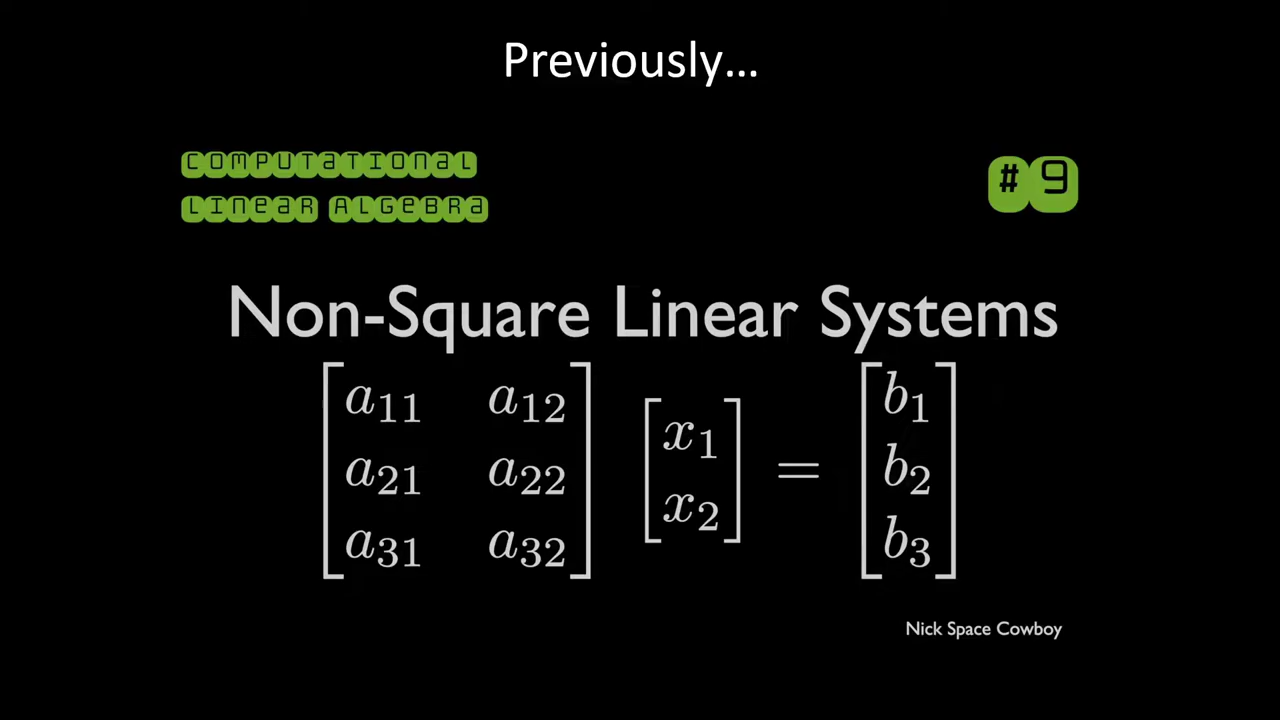 Previously...
COMPUTaTIONaL
LINeaR ALGeBRa
#9
Non-Square Linear Systems
a11 a12
a21 a22
a31 a32
x1
x2
=
b1
b2
b3
Nick Space Cowboy